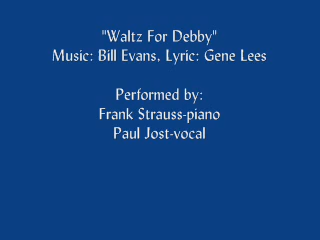 "Waltz For Debby"
Music: Bill Evans, Lyric: Gene Lees
Performed by:
Frank Strauss-piano
Paul Jost-vocal